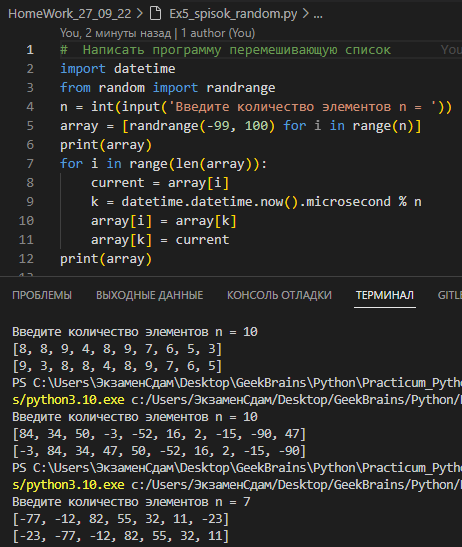 HomeWork_27_09_22 > Ex5_spisok_random.py > ...
You, 2 минуты назад | 1 author (You)
1 #  Написать программу перемешивающую список You
2 import datetime
3 from random import randrange
4 n = int(input('Введите количество элементов n = '))
5 array = [randrange(-99, 100) for i in range(n)]
6 print(array)
7 for i in range(len(array)):
8     current = array[i]
9     k = datetime.datetime.now().microsecond % n
10     array[i] = array[k]
11     array[k] = current
12 print(array)
13
ПРОБЛЕМЫ ВЫХОДНЫЕ ДАННЫЕ КОНСОЛЬ ОТЛАДКИ ТЕРМИНАЛ GITLE
Введите количество элементов n = 10
[8, 8, 9, 4, 8, 9, 7, 6, 5, 3]
[9, 3, 8, 8, 4, 8, 9, 7, 6, 5]
PS C:\Users\ЭкзаменСдам\Desktop\GeekBrains\Python\Practicum_Pyth
s/python3.10.exe c:/Users/ЭкзаменСдам/Desktop/GeekBrains/Python/
Введите количество элементов n = 10
[84, 34, 50, -3, -52, 16, 2, -15, -90, 47]
[-3, 84, 34, 47, 50, -52, 16, 2, -15, -90]
PS C:\Users\ЭкзаменСдам\Desktop\GeekBrains\Python\Practicum_Pyth
s/python3.10.exe c:/Users/ЭкзаменСдам/Desktop/GeekBrains/Python/
Введите количество элементов n = 7
[-77, -12, 82, 55, 32, 11, -23]
[-23, -77, -12, 82, 55, 32, 11]